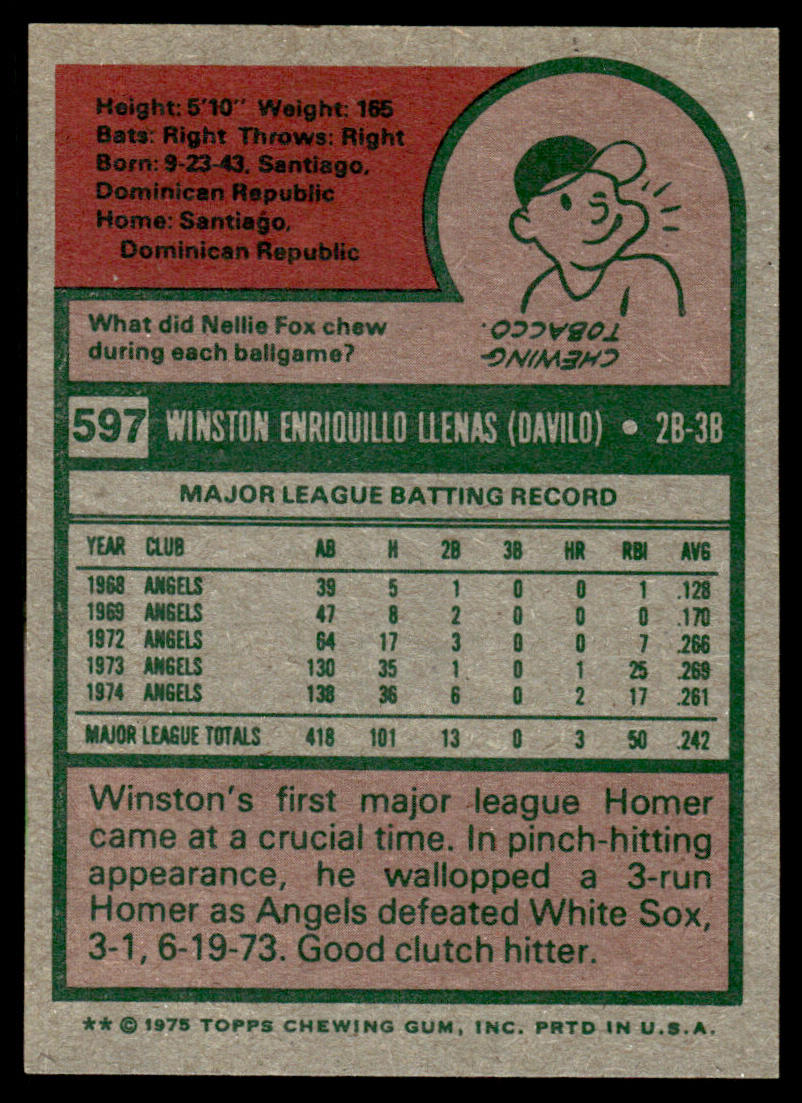 Height: 5'10" Weight: 165
Bats: Right Throws: Right
Born: 9-23-43, Santiago,
Dominican Republic
Home: Santiago,
Dominican Republic
What did Nellie Fox chew
during each ballgame?
CHEWING
TOBACCO.
597 WINSTON ENRIQUILLO LLENAS (DAVILO) • 2B-3B
MAJOR LEAGUE BATTING RECORD
YEAR CLUB AB H 2B 3B HR RBI AVG
1968 ANGELS 39 5 1 0 0 1 .128
1969 ANGELS 47 8 2 0 0 0 .170
1972 ANGELS 64 17 3 0 0 7 .266
1973 ANGELS 130 35 1 0 1 25 .269
1974 ANGELS 138 36 6 0 2 17 .261
MAJOR LEAGUE TOTALS 418 101 13 0 3 50 .242
Winston's first major league Homer
came at a crucial time. In pinch-hitting
appearance, he wallopped a 3-run
Homer as Angels defeated White Sox,
3-1, 6-19-73. Good clutch hitter.
** © 1975 TOPPS CHEWING GUM, INC. PRTD IN U.S.A.